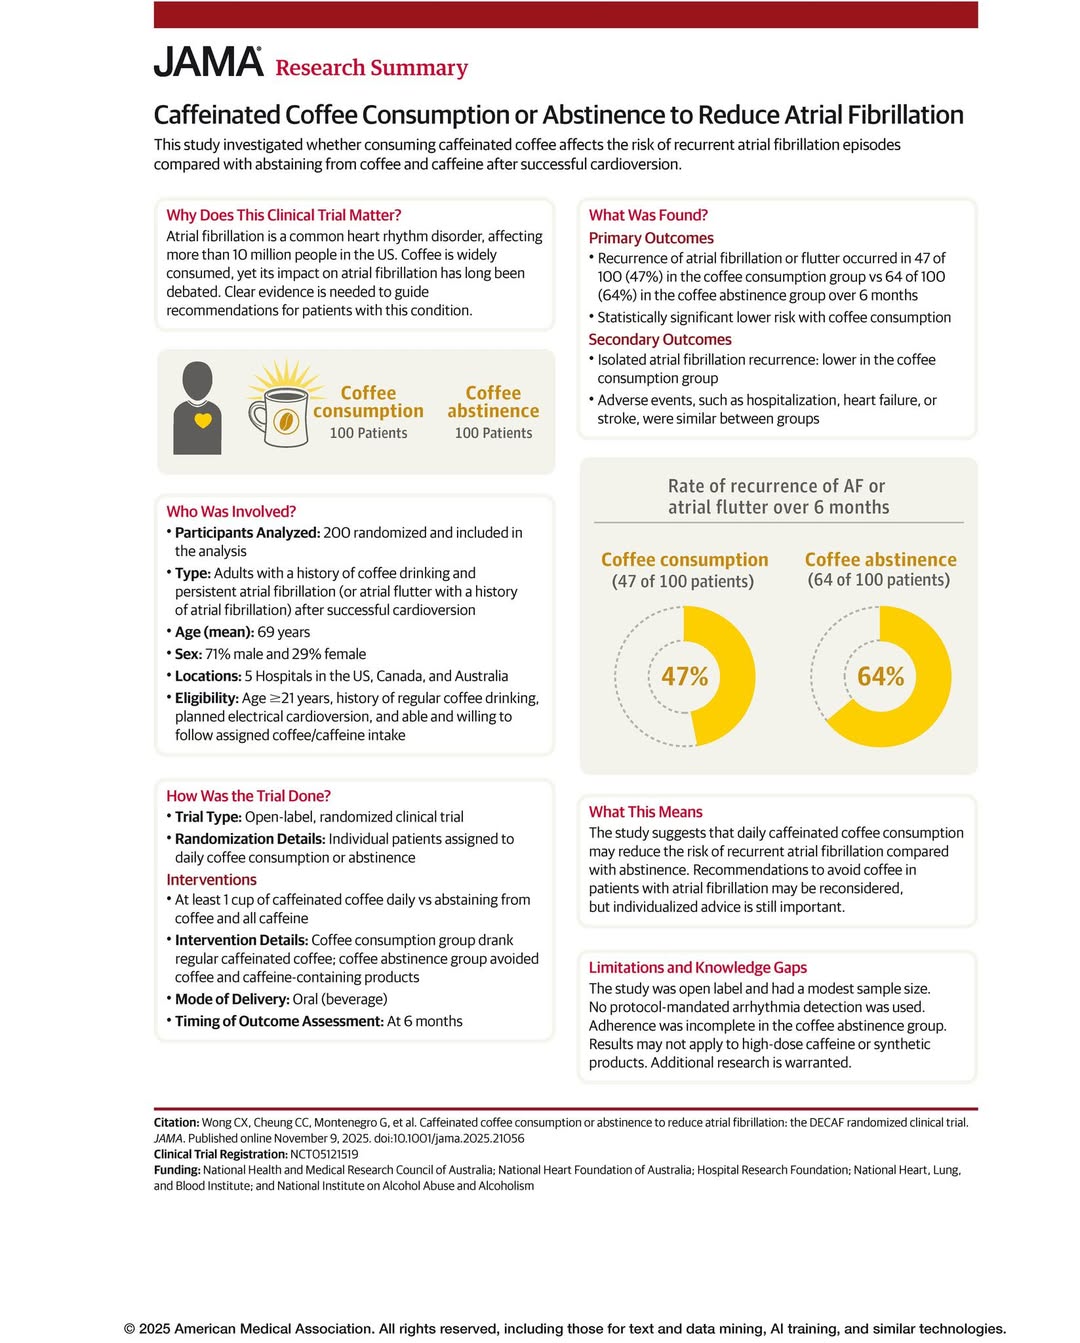 JAMA® Research Summary
Caffeinated Coffee Consumption or Abstinence to Reduce Atrial Fibrillation
This study investigated whether consuming caffeinated coffee affects the risk of recurrent atrial fibrillation episodes
compared with abstaining from coffee and caffeine after successful cardioversion.
Why Does This Clinical Trial Matter?
Atrial fibrillation is a common heart rhythm disorder, affecting
more than 10 million people in the US. Coffee is widely
consumed, yet its impact on atrial fibrillation has long been
debated. Clear evidence is needed to guide
recommendations for patients with this condition.
Coffee
consumption
100 Patients
Coffee
abstinence
100 Patients
Who Was Involved?
• Participants Analyzed: 200 randomized and included in
the analysis
• Type: Adults with a history of coffee drinking and
persistent atrial fibrillation (or atrial flutter with a history
of atrial fibrillation) after successful cardioversion
• Age (mean): 69 years
• Sex: 71% male and 29% female
• Locations: 5 Hospitals in the US, Canada, and Australia
• Eligibility: Age ≥21 years, history of regular coffee drinking,
planned electrical cardioversion, and able and willing to
follow assigned coffee/caffeine intake
How Was the Trial Done?
• Trial Type: Open-label, randomized clinical trial
• Randomization Details: Individual patients assigned to
daily coffee consumption or abstinence
Interventions
• At least 1 cup of caffeinated coffee daily vs abstaining from
coffee and all caffeine
• Intervention Details: Coffee consumption group drank
regular caffeinated coffee; coffee abstinence group avoided
coffee and caffeine-containing products
• Mode of Delivery: Oral (beverage)
• Timing of Outcome Assessment: At 6 months
What Was Found?
Primary Outcomes
• Recurrence of atrial fibrillation or flutter occurred in 47 of
100 (47%) in the coffee consumption group vs 64 of 100
(64%) in the coffee abstinence group over 6 months
• Statistically significant lower risk with coffee consumption
Secondary Outcomes
• Isolated atrial fibrillation recurrence: lower in the coffee
consumption group
• Adverse events, such as hospitalization, heart failure, or
stroke, were similar between groups
Rate of recurrence of AF or
atrial flutter over 6 months
Coffee consumption
(47 of 100 patients)
47%
Coffee abstinence
(64 of 100 patients)
64%
What This Means
The study suggests that daily caffeinated coffee consumption
may reduce the risk of recurrent atrial fibrillation compared
with abstinence. Recommendations to avoid coffee in
patients with atrial fibrillation may be reconsidered,
but individualized advice is still important.
Limitations and Knowledge Gaps
The study was open label and had a modest sample size.
No protocol-mandated arrhythmia detection was used.
Adherence was incomplete in the coffee abstinence group.
Results may not apply to high-dose caffeine or synthetic
products. Additional research is warranted.
Citation: Wong CX, Cheung CC, Montenegro G, et al. Caffeinated coffee consumption or abstinence to reduce atrial fibrillation: the DECAF randomized clinical trial.
JAMA. Published online November 9, 2025. doi:10.1001/jama.2025.21056
Clinical Trial Registration: NCT05121519
Funding: National Health and Medical Research Council of Australia; National Heart Foundation of Australia; Hospital Research Foundation; National Heart, Lung,
and Blood Institute; and National Institute on Alcohol Abuse and Alcoholism
© 2025 American Medical Association. All rights reserved, including those for text and data mining, AI training, and similar technologies.